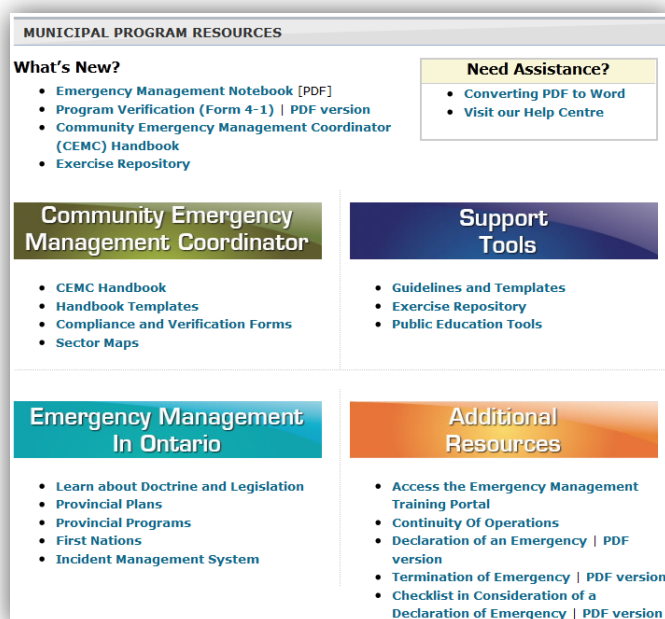 MUNICIPAL PROGRAM RESOURCES
What's New?
• Emergency Management Notebook [PDF]
• Program Verification (Form 4-1) | PDF version
• Community Emergency Management Coordinator
(CEMC) Handbook
• Exercise Repository
Need Assistance?
• Converting PDF to Word
• Visit our Help Centre
Community Emergency
Management Coordinator
• CEMC Handbook
• Handbook Templates
• Compliance and Verification Forms
• Sector Maps
Support
Tools
• Guidelines and Templates
• Exercise Repository
• Public Education Tools
Emergency Management
In Ontario
• Learn about Doctrine and Legislation
• Provincial Plans
• Provincial Programs
• First Nations
• Incident Management System
Additional
Resources
• Access the Emergency Management
Training Portal
• Continuity Of Operations
• Declaration of an Emergency | PDF
version
• Termination of Emergency | PDF version
• Checklist in Consideration of a
Declaration of Emergency | PDF version